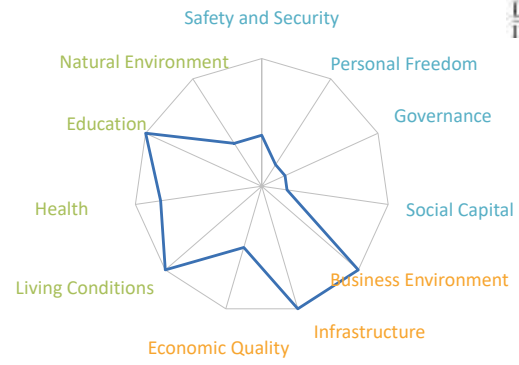 Safety and Security
Natural Environment
Personal Freedom
Education
Governance
Health
Social Capital
Living Conditions
Business Environment
Infrastructure
Economic Quality